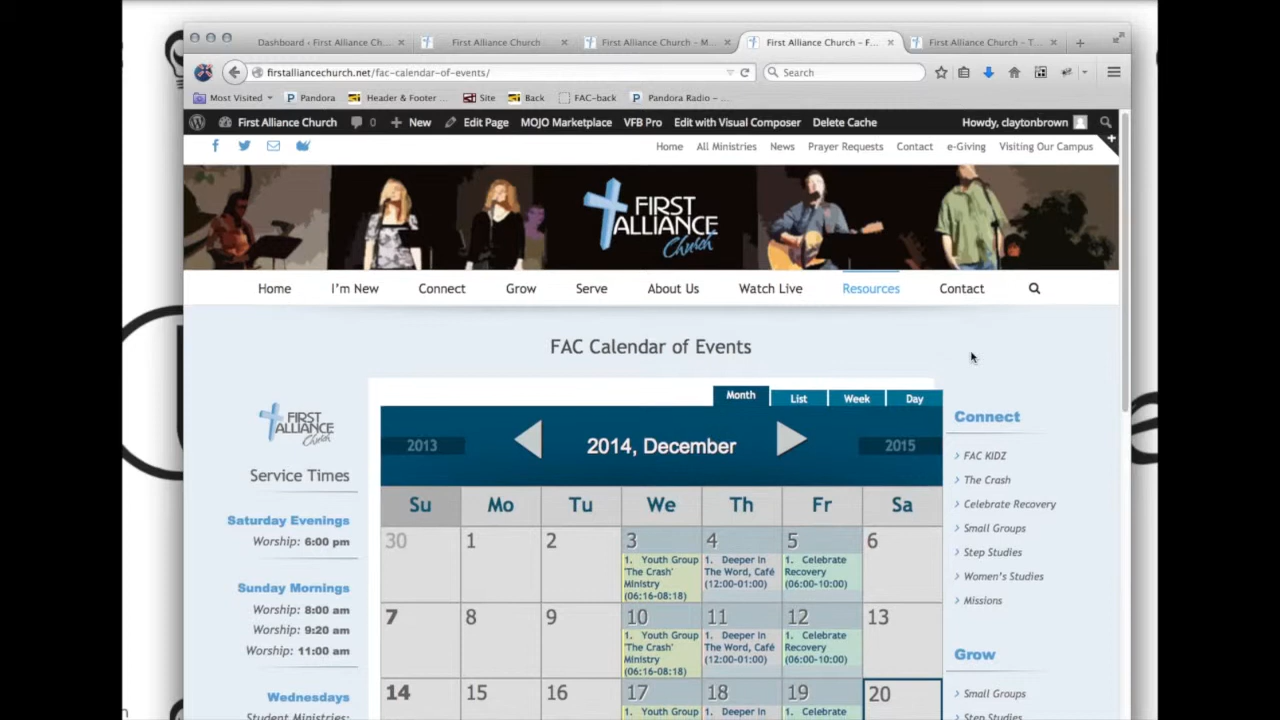 Dashboard ‹ First Alliance Ch...
First Alliance Church
First Alliance Church – M...
First Alliance Church – F...
First Alliance Church – T...
firstalliancechurch.net/fac-calendar-of-events/
Search
Most Visited
Pandora
Header & Footer ...
Site
Back
FAC-back
Pandora Radio – ...
First Alliance Church
0
New
Edit Page
MOJO Marketplace
VFB Pro
Edit with Visual Composer
Delete Cache
Howdy, claytonbrown
Home
All Ministries
News
Prayer Requests
Contact
e-Giving
Visiting Our Campus
FIRST
ALLIANCE
Church
Home
I'm New
Connect
Grow
Serve
About Us
Watch Live
Resources
Contact
FAC Calendar of Events
FIRST
ALLIANCE
Church
Service Times
Saturday Evenings
Worship: 6:00 pm
Sunday Mornings
Worship: 8:00 am
Worship: 9:20 am
Worship: 11:00 am
Wednesdays
Student Ministries:
Month
List
Week
Day
2013
2014, December
2015
Su Mo Tu We Th Fr Sa
30 1 2 3 4 5 6
1. Youth Group
'The Crash'
Ministry
(06:16-08:18)
1. Deeper In
The Word, Café
(12:00-01:00)
1. Celebrate
Recovery
(06:00-10:00)
7 8 9 10 11 12 13
1. Youth Group
'The Crash'
Ministry
(06:16-08:18)
1. Deeper In
The Word, Café
(12:00-01:00)
1. Celebrate
Recovery
(06:00-10:00)
14 15 16 17 18 19 20
1. Youth Group
1. Deeper In
1. Celebrate
Connect
FAC KIDZ
The Crash
Celebrate Recovery
Small Groups
Step Studies
Women's Studies
Missions
Grow
Small Groups
Step Studies